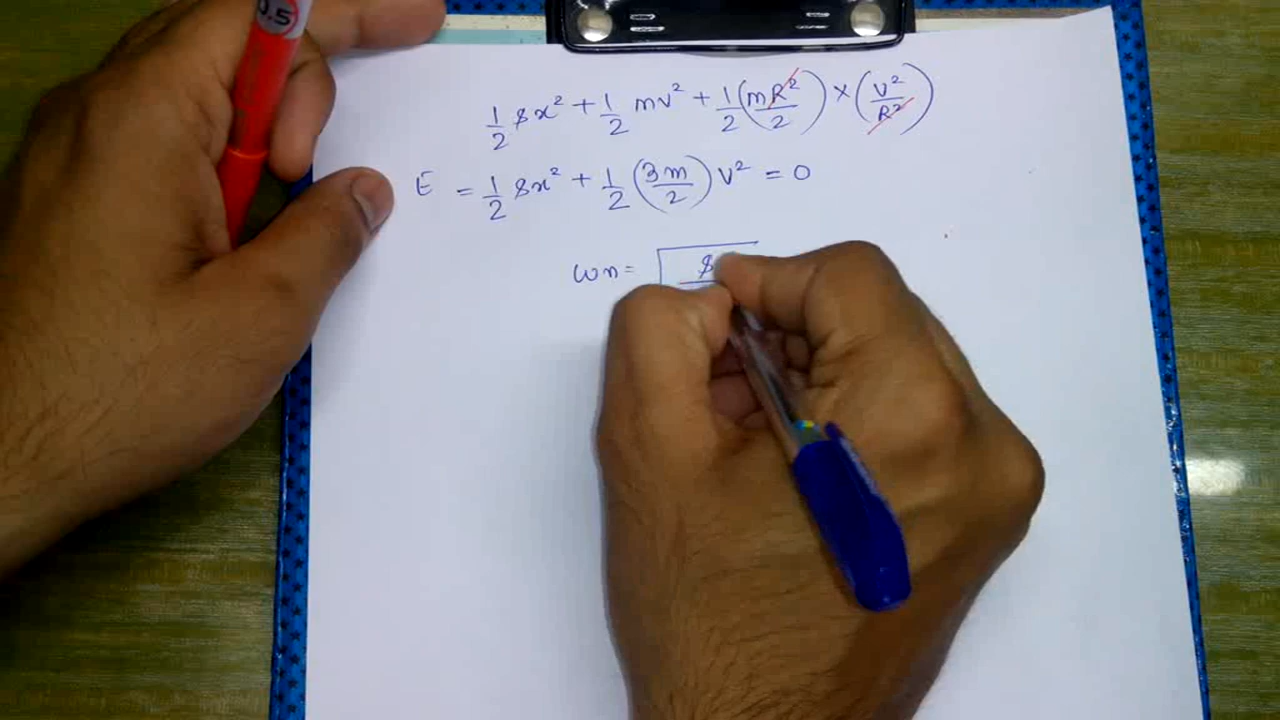 0.5
1/2 sx² + 1/2 mv² + 1/2 (mR²/2) × (v²/R²)
E = 1/2 sx² + 1/2 (3m/2) v² = 0
ωn = √s